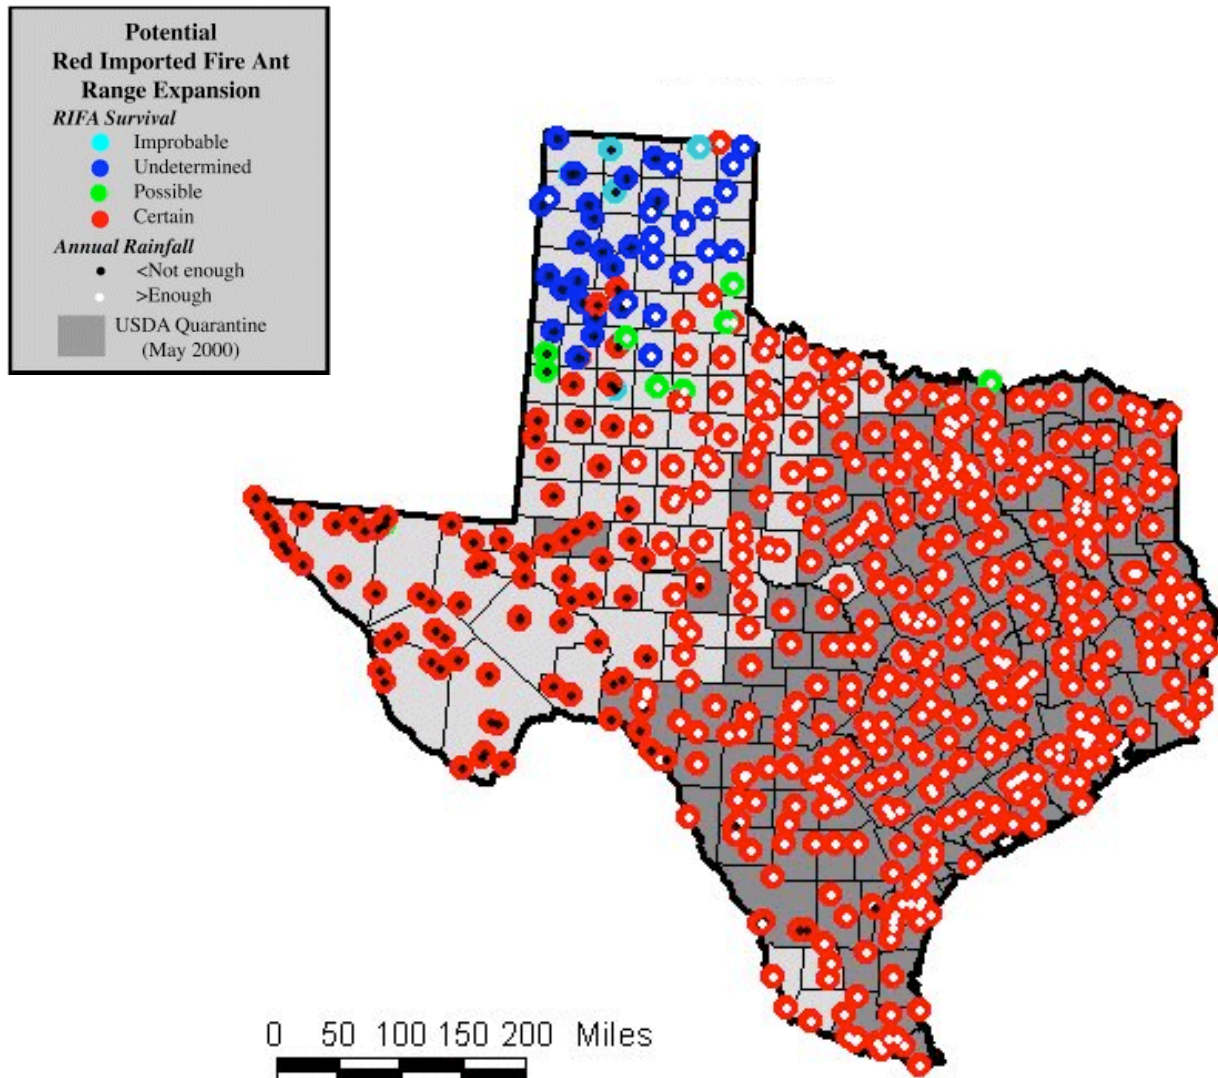 Potential
Red Imported Fire Ant
Range Expansion
RIFA Survival
Improbable
Undetermined
Possible
Certain
Annual Rainfall
<Not enough
>Enough
USDA Quarantine
(May 2000)
0 50 100 150 200 Miles